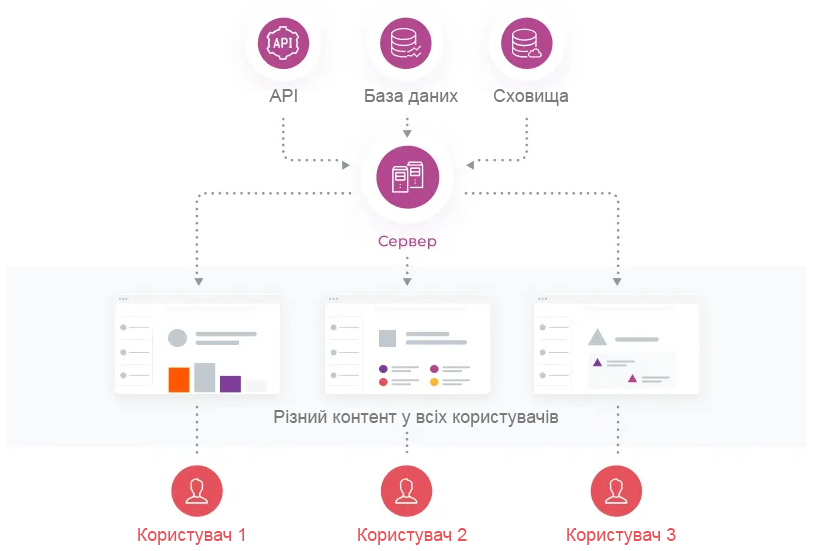 API
API
База даних
Сховища
Сервер
Різний контент у всіх користувачів
Користувач 1
Користувач 2
Користувач 3